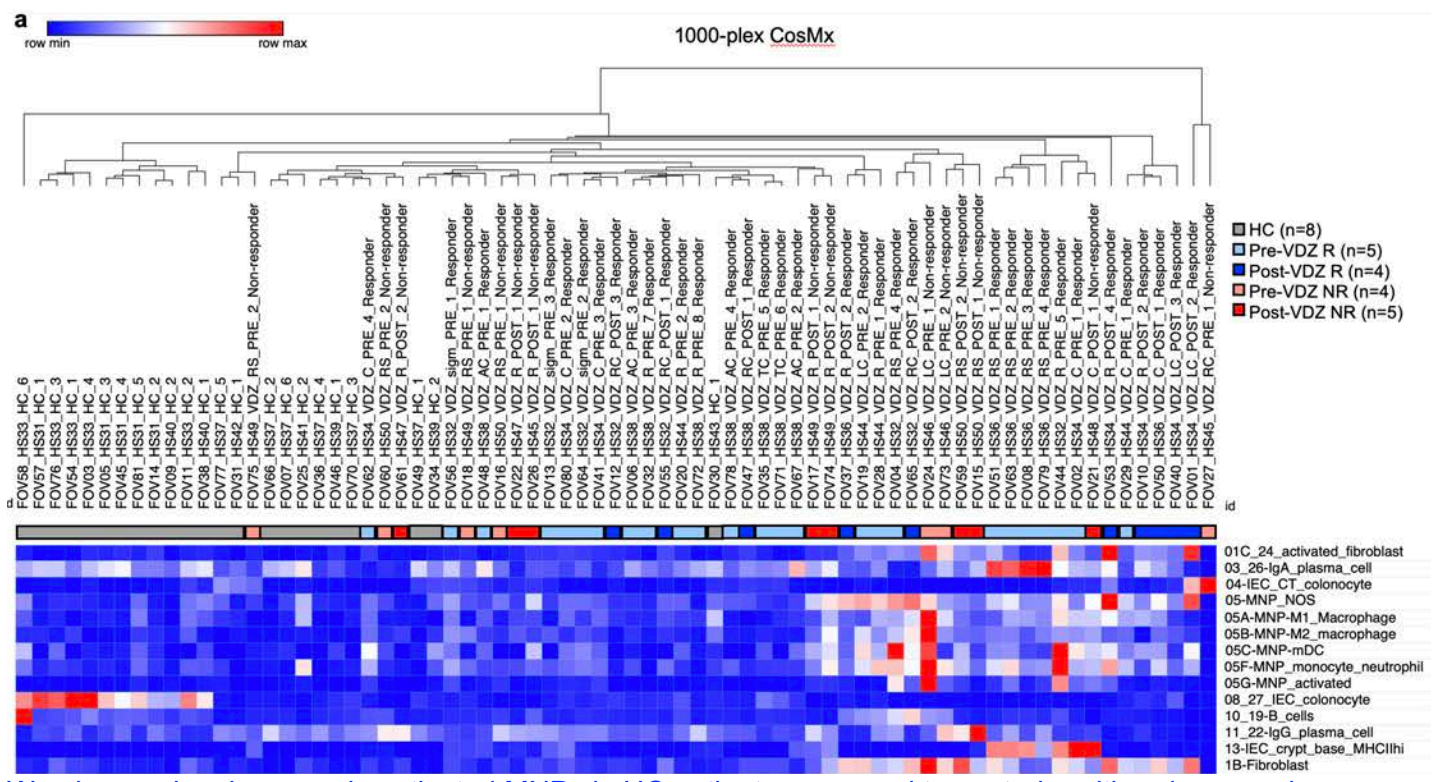 a
row min
row max
1000-plex CosMx
HC (n=8)
Pre-VDZ R (n=5)
Post-VDZ R (n=4)
Pre-VDZ NR (n=4)
Post-VDZ NR (n=5)
FOV58_HS33_HC_6
FOV57_HS31_HC_1
FOV76_HS33_HC_3
FOV54_HS33_HC_1
FOV03_HS33_HC_4
FOV05_HS31_HC_3
FOV45_HS31_HC_4
FOV81_HS31_HC_5
FOV14_HS31_HC_2
FOV09_HS40_HC_2
FOV11_HS33_HC_2
FOV38_HS40_HC_1
FOV77_HS37_HC_5
FOV31_HS42_HC_1
FOV75_HS49_VDZ_RS_PRE_2_Non-responder
FOV66_HS37_HC_2
FOV07_HS37_HC_6
FOV25_HS41_HC_2
FOV36_HS37_HC_4
FOV46_HS39_HC_1
FOV70_HS37_HC_3
FOV62_HS34_VDZ_C_PRE_4_Responder
FOV60_HS50_VDZ_RS_PRE_2_Non-responder
FOV61_HS47_VDZ_R_POST_2_Non-responder
FOV49_HS37_HC_1
FOV34_HS39_HC_2
FOV56_HS32_VDZ_sigm_PRE_1_Responder
FOV18_HS49_VDZ_RS_PRE_1_Non-responder
FOV48_HS38_VDZ_AC_PRE_1_Responder
FOV16_HS50_VDZ_RS_PRE_1_Non-responder
FOV22_HS47_VDZ_R_POST_1_Non-responder
FOV26_HS45_VDZ_R_POST_1_Non-responder
FOV13_HS32_VDZ_sigm_PRE_3_Responder
FOV80_HS34_VDZ_C_PRE_2_Responder
FOV64_HS32_VDZ_sigm_PRE_2_Responder
FOV41_HS34_VDZ_C_PRE_3_Responder
FOV12_HS38_VDZ_RC_POST_3_Responder
FOV06_HS38_VDZ_AC_PRE_3_Responder
FOV32_HS38_VDZ_R_PRE_7_Responder
FOV55_HS32_VDZ_RC_POST_1_Responder
FOV20_HS44_VDZ_R_PRE_2_Responder
FOV72_HS38_VDZ_R_PRE_8_Responder
FOV30_HS43_HC_1
FOV78_HS38_VDZ_AC_PRE_4_Responder
FOV47_HS38_VDZ_RC_POST_1_Responder
FOV35_HS38_VDZ_TC_PRE_5_Responder
FOV71_HS38_VDZ_TC_PRE_6_Responder
FOV67_HS38_VDZ_AC_PRE_2_Responder
FOV17_HS49_VDZ_R_POST_1_Non-responder
FOV74_HS49_VDZ_R_POST_2_Non-responder
FOV37_HS36_VDZ_R_POST_2_Responder
FOV19_HS44_VDZ_LC_PRE_2_Responder
FOV28_HS44_VDZ_R_PRE_1_Responder
FOV04_HS32_VDZ_RS_PRE_4_Responder
FOV65_HS32_VDZ_RC_POST_2_Responder
FOV24_HS46_VDZ_LC_PRE_1_Non-responder
FOV73_HS46_VDZ_LC_PRE_2_Non-responder
FOV59_HS50_VDZ_RS_POST_2_Non-responder
FOV15_HS50_VDZ_RS_POST_1_Non-responder
FOV51_HS36_VDZ_RS_PRE_1_Responder
FOV63_HS36_VDZ_RS_PRE_2_Responder
FOV08_HS36_VDZ_RS_PRE_3_Responder
FOV79_HS36_VDZ_RS_PRE_4_Responder
FOV44_HS32_VDZ_R_PRE_5_Responder
FOV02_HS34_VDZ_C_PRE_1_Responder
FOV21_HS48_VDZ_C_POST_1_Non-responder
FOV53_HS34_VDZ_R_POST_4_Responder
FOV29_HS44_VDZ_C_PRE_1_Responder
FOV10_HS34_VDZ_R_POST_2_Responder
FOV50_HS36_VDZ_C_POST_1_Responder
FOV40_HS34_VDZ_LC_POST_3_Responder
FOV01_HS34_VDZ_LC_POST_1_Responder
FOV27_HS45_VDZ_RC_PRE_1_Non-responder
id
01C_24_activated_fibroblast
03_26-IgA_plasma_cell
04-IEC_CT_colonocyte
05-MNP_NOS
05A-MNP-M1_Macrophage
05B-MNP-M2_macrophage
05C-MNP-mDC
05F-MNP_monocyte_neutrophil
05G-MNP_activated
08_27_IEC_colonocyte
10_19-B_cells
11_22-IgG_plasma_cell
13-IEC_crypt_base_MHCIIhi
1B-Fibroblast